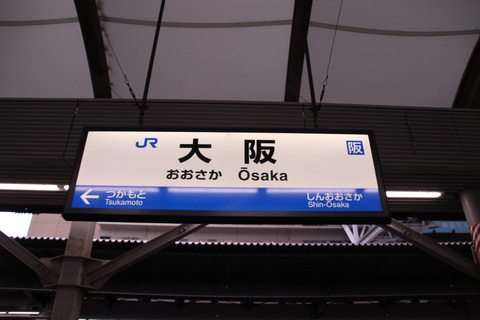 JR 大阪 阪
おおさか Ōsaka
← つかもと しんおおさか
Tsukamoto Shin-Ōsaka